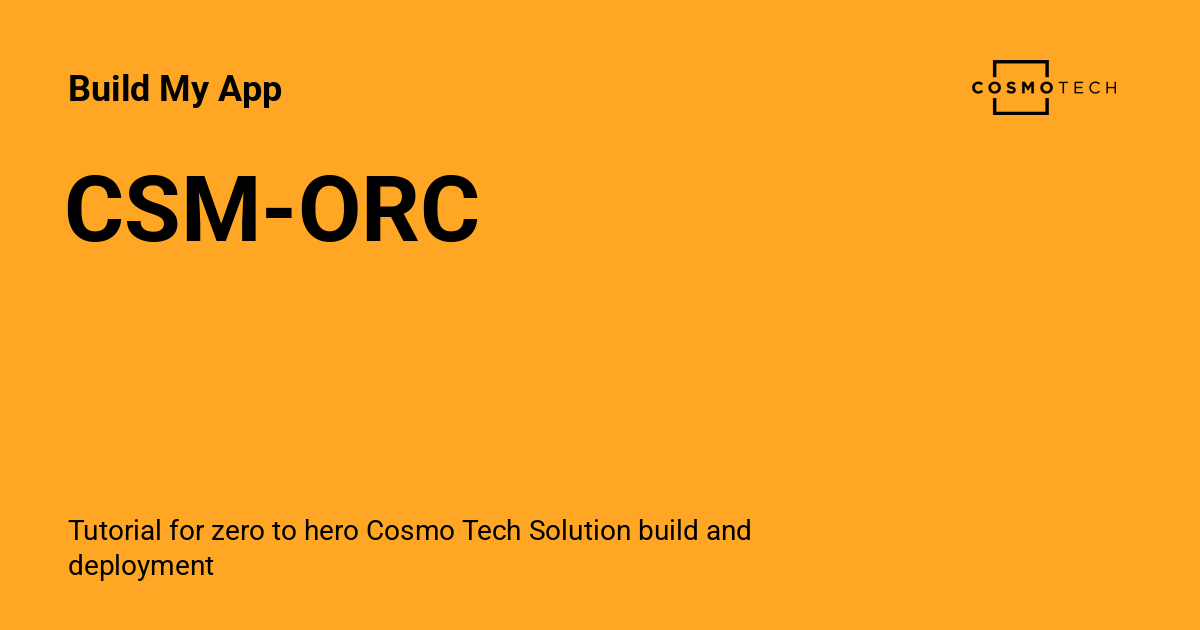 Build My App
COSMOTECH
CSM-ORC
Tutorial for zero to hero Cosmo Tech Solution build and
deployment